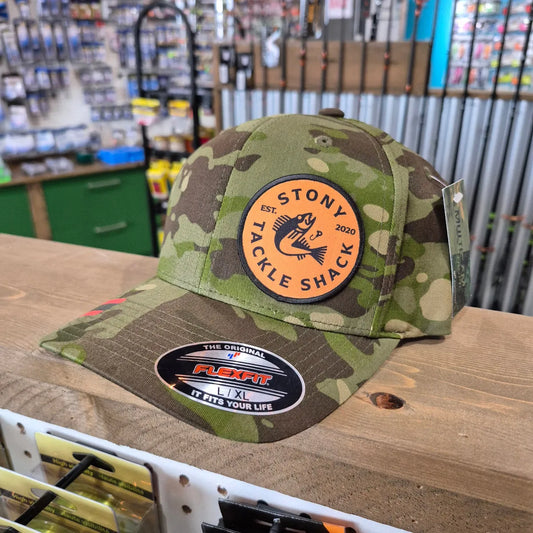 STONY
EST. 2020
TACKLE SHACK
THE ORIGINAL
FLEXFIT
L / XL
IT FITS YOUR LIFE